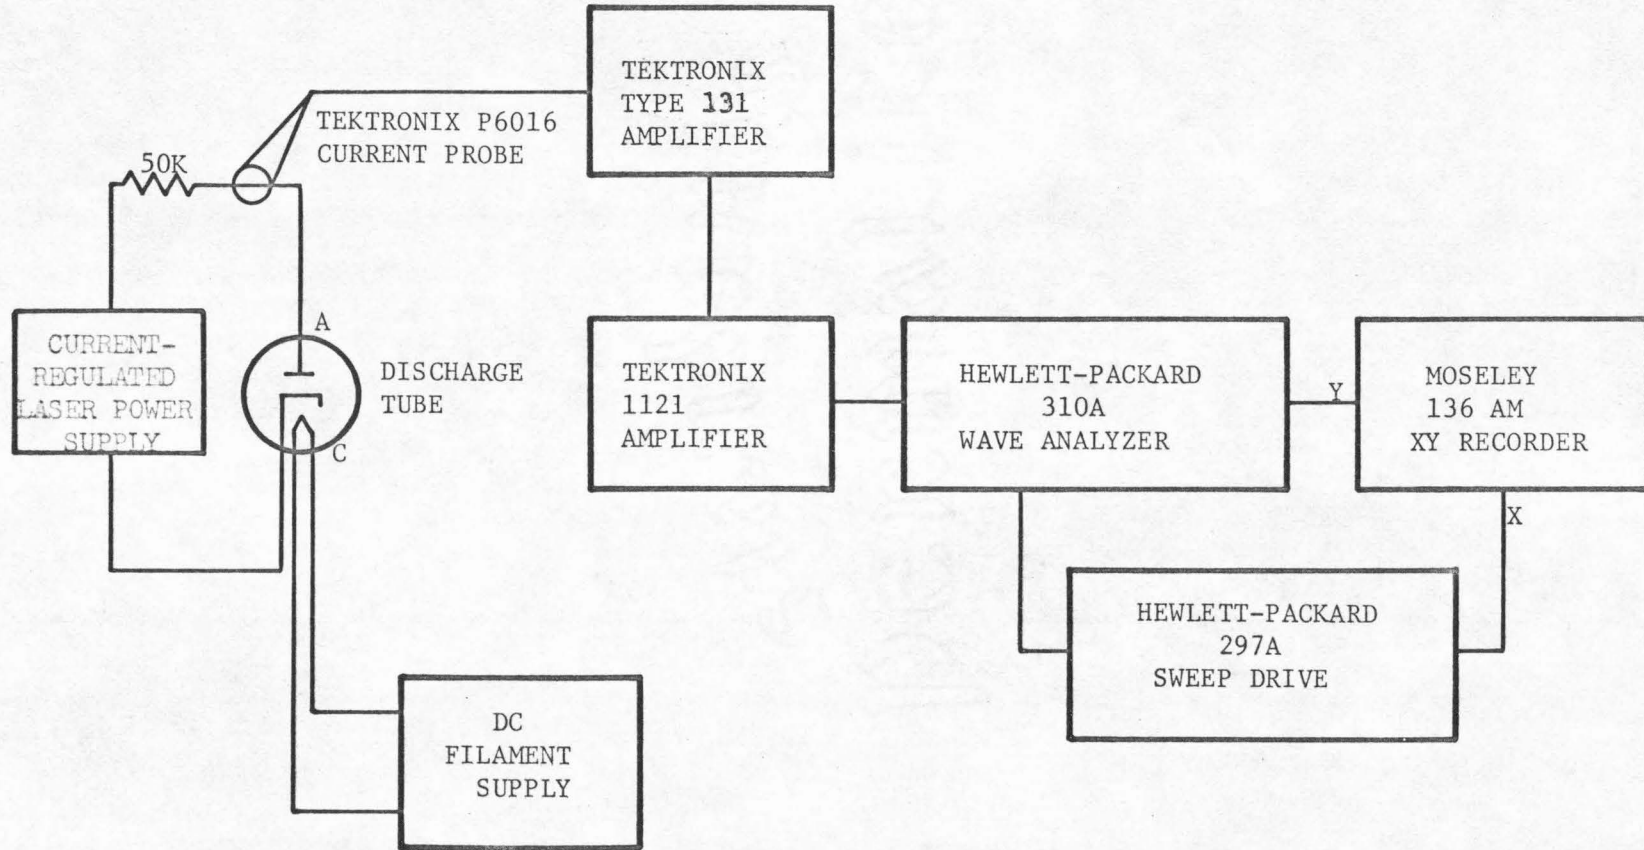 TEKTRONIX
TYPE 131
AMPLIFIER
TEKTRONIX P6016
CURRENT PROBE
50K
CURRENT-
REGULATED
LASER POWER
SUPPLY
A
DISCHARGE
TUBE
C
TEKTRONIX
1121
AMPLIFIER
HEWLETT-PACKARD
310A
WAVE ANALYZER
Y
MOSELEY
136 AM
XY RECORDER
X
HEWLETT-PACKARD
297A
SWEEP DRIVE
DC
FILAMENT
SUPPLY